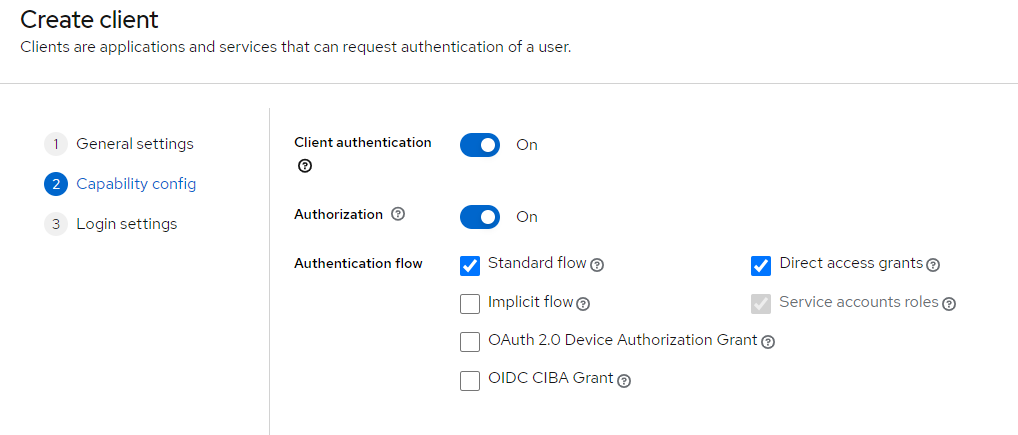 Create client
Clients are applications and services that can request authentication of a user.
1 General settings
2 Capability config
3 Login settings
Client authentication
?
On
Authorization ?
On
Authentication flow
Standard flow ?
Direct access grants ?
Implicit flow ?
Service accounts roles ?
OAuth 2.0 Device Authorization Grant ?
OIDC CIBA Grant ?